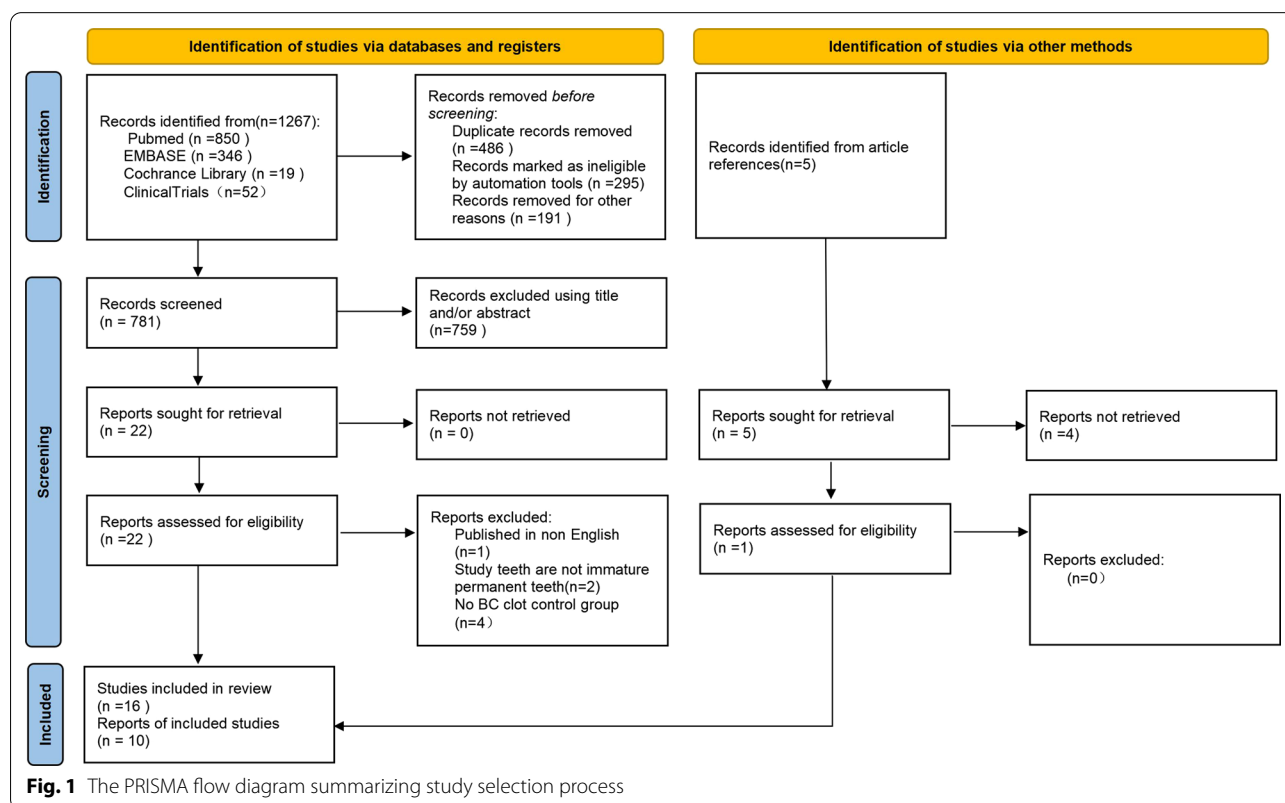 Identification of studies via databases and registers
Identification of studies via other methods
Identification
Records identified from(n=1267):
Pubmed (n =850 )
EMBASE (n =346 )
Cochrance Library (n =19 )
ClinicalTrials（n=52）
Records removed before
screening:
Duplicate records removed
(n =486 )
Records marked as ineligible
by automation tools (n =295)
Records removed for other
reasons (n =191 )
Records identified from article
references(n=5)
Screening
Records screened
(n = 781)
Records excluded using title
and/or abstract
(n=759 )
Reports sought for retrieval
(n = 22)
Reports not retrieved
(n = 0)
Reports sought for retrieval
(n = 5)
Reports not retrieved
(n =4)
Reports assessed for eligibility
(n =22 )
Reports excluded:
Published in non English
(n=1)
Study teeth are not immature
permanent teeth(n=2)
No BC clot control group
(n=4）
Reports assessed for eligibility
(n =1)
Reports excluded:
(n=0）
Included
Studies included in review
(n =16 )
Reports of included studies
(n = 10)
Fig. 1 The PRISMA flow diagram summarizing study selection process